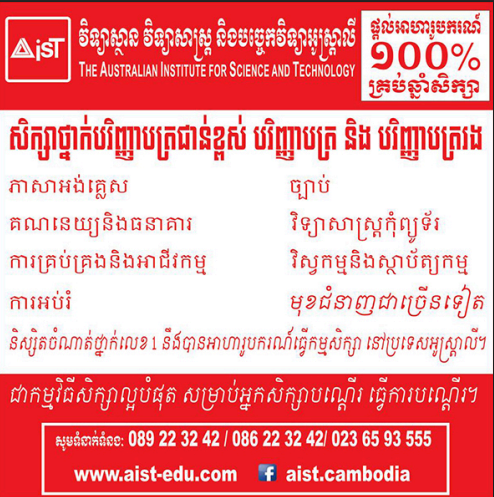 AisT
វិទ្យាស្ថាន វិទ្យាសាស្ត្រ និងបច្ចេកវិទ្យាអូស្ត្រាលី
THE AUSTRALIAN INSTITUTE FOR SCIENCE AND TECHNOLOGY
ផ្តល់អាហារូបករណ៍
១០០%
គ្រប់ឆ្នាំសិក្សា
សិក្សាថ្នាក់បរិញ្ញាបត្រជាន់ខ្ពស់ បរិញ្ញាបត្រ និង បរិញ្ញាបត្ររង
ភាសាអង់គ្លេស
ច្បាប់
គណនេយ្យនិងធនាគារ
វិទ្យាសាស្ត្រកុំព្យូទ័រ
ការគ្រប់គ្រងនិងអាជីវកម្ម
វិស្វកម្មនិងស្ថាប័ត្យកម្ម
ការអប់រំ
មុខជំនាញជាច្រើនទៀត
និស្សិតចំណាត់ថ្នាក់លេខ1 នឹងបានអាហារូបករណ៍ធ្វើកម្មសិក្សា នៅប្រទេសអូស្ត្រាលី។
ជាកម្មវិធីសិក្សាល្អបំផុត សម្រាប់អ្នកសិក្សាបណ្តើរ ធ្វើការបណ្តើរ។
សូមទំនាក់ទំនង: 089 22 32 42 / 086 22 32 42/ 023 65 93 555
www.aist-edu.com f aist.cambodia